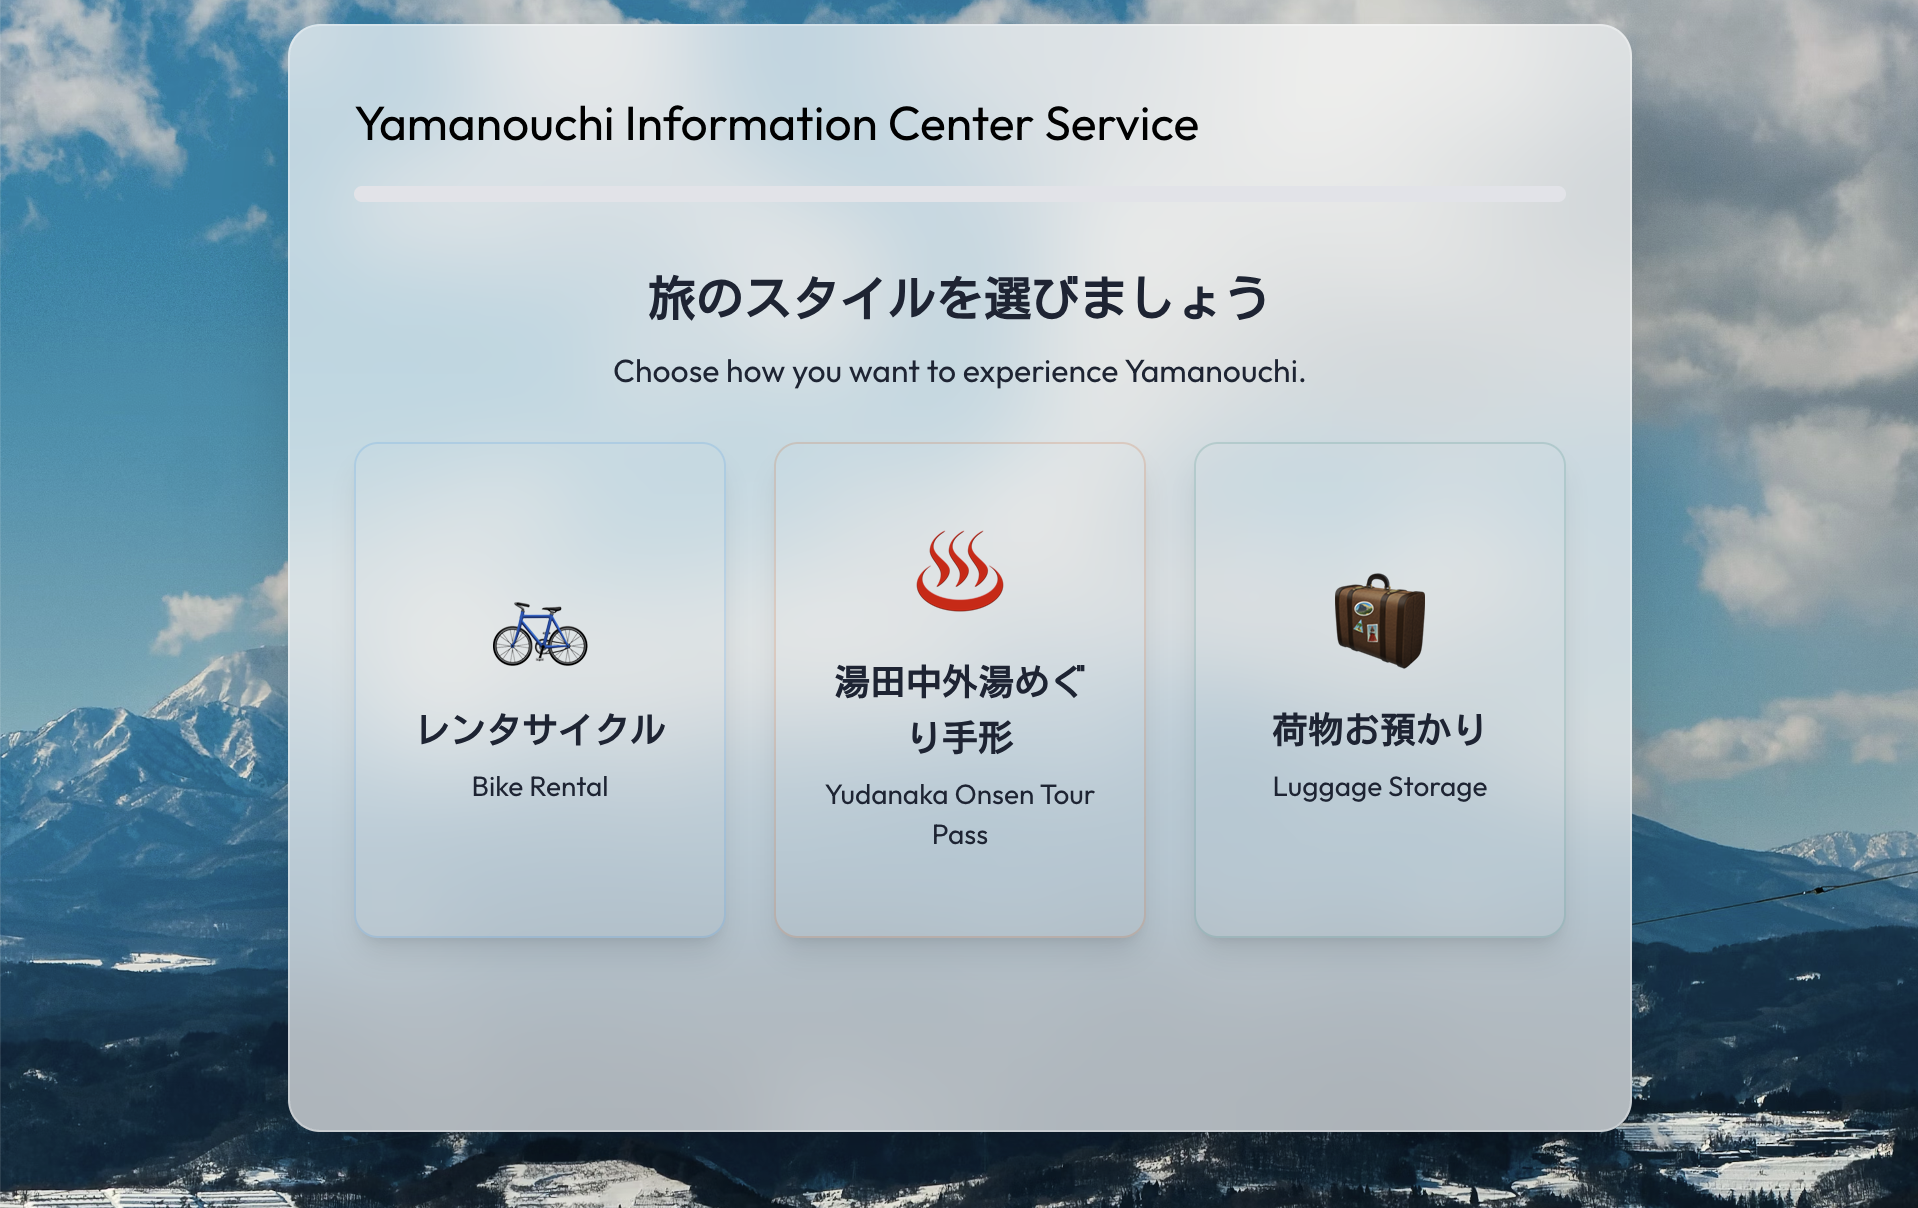 Yamanouchi Information Center Service
旅のスタイルを選びましょう
Choose how you want to experience Yamanouchi.
レンタサイクル
Bike Rental
湯田中外湯めぐ
り手形
Yudanaka Onsen Tour
Pass
荷物お預かり
Luggage Storage